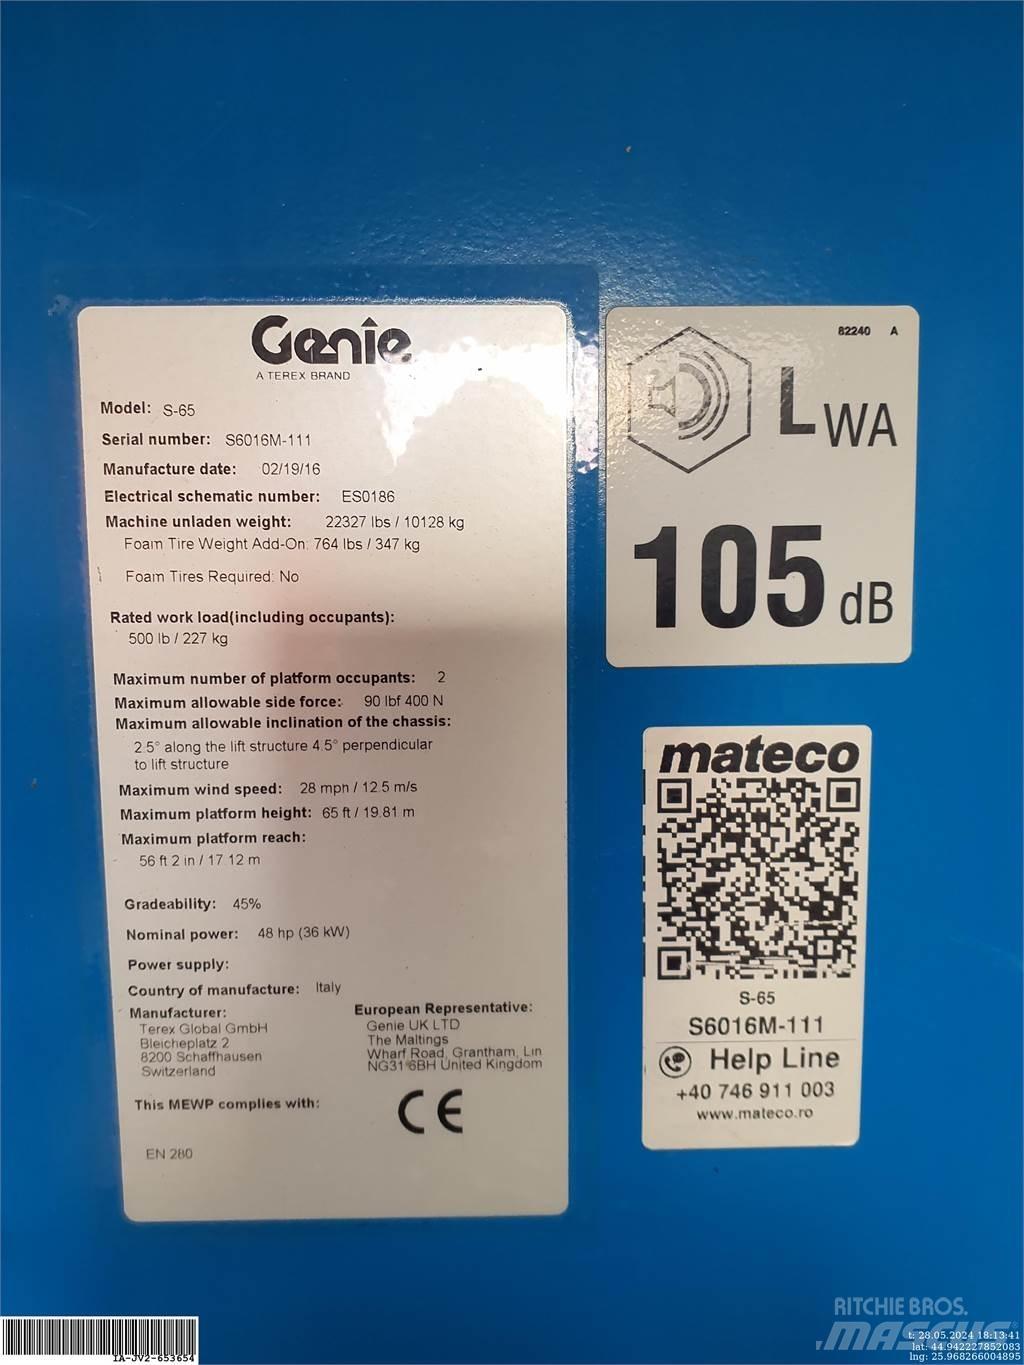 Genie
A TEREX BRAND
Model: S-65
Serial number: S6016M-111
Manufacture date: 02/19/16
Electrical schematic number: ES0186
Machine unladen weight: 22327 lbs / 10128 kg
Foam Tire Weight Add-On: 764 lbs / 347 kg
Foam Tires Required: No
Rated work load(including occupants):
500 lb / 227 kg
Maximum number of platform occupants: 2
Maximum allowable side force: 90 lbf 400 N
Maximum allowable inclination of the chassis:
2.5° along the lift structure 4.5° perpendicular
to lift structure
Maximum wind speed: 28 mph / 12.5 m/s
Maximum platform height: 65 ft / 19.81 m
Maximum platform reach:
56 ft 2 in / 17.12 m
Gradeability: 45%
Nominal power: 48 hp (36 kW)
Power supply:
Country of manufacture: Italy
Manufacturer:
Terex Global GmbH
Bleicheplatz 2
8200 Schaffhausen
Switzerland
European Representative:
Genie UK LTD
The Maltings
Wharf Road, Grantham, Lin
NG31 6BH United Kingdom
This MEWP complies with:
CE
EN 280
82240 A
LWA
105 dB
mateco
S-65
S6016M-111
Help Line
+40 746 911 003
www.mateco.ro
IA-JV2-653654
RITCHIE BROS.
MASCUS
t: 28.05.2024 18:13:41
lat: 44.942227852083
lng: 25.968266004895